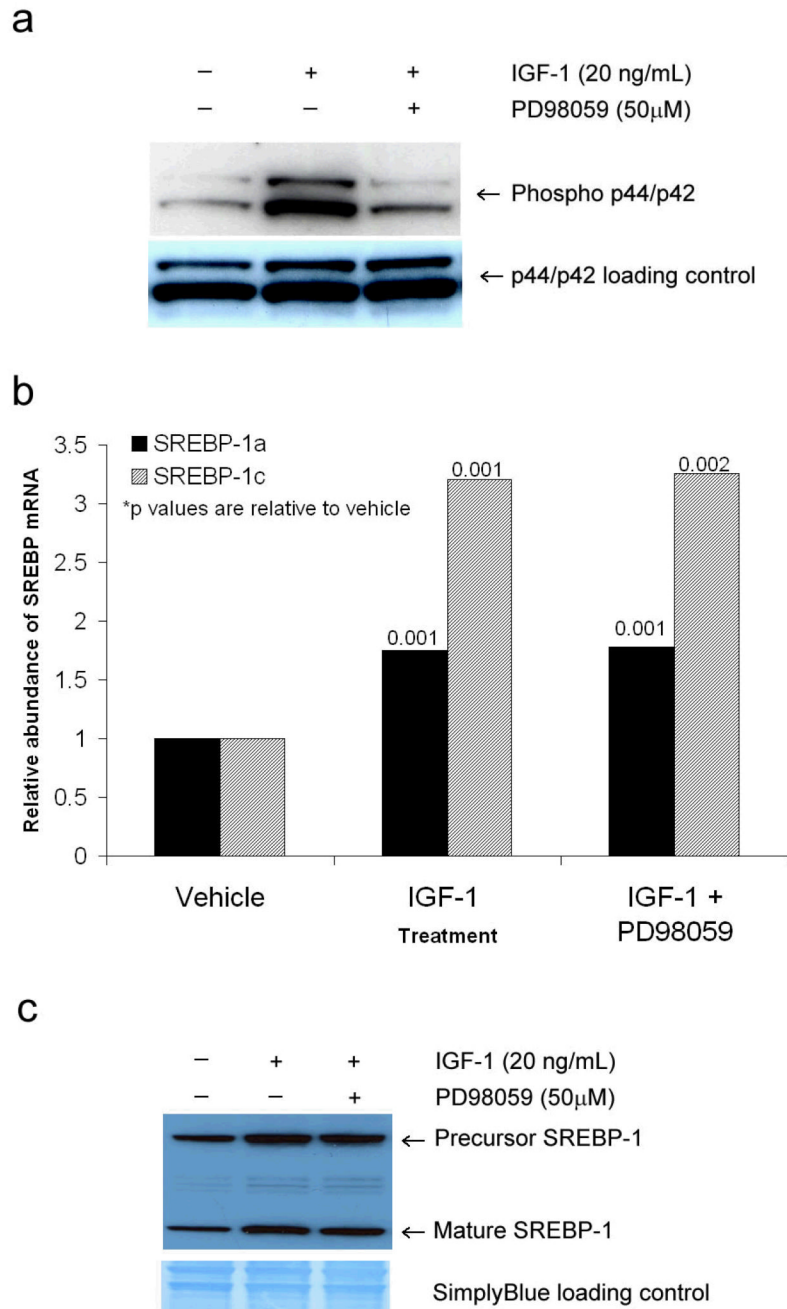 a
− + + IGF-1 (20 ng/mL)
− − + PD98059 (50μM)
← Phospho p44/p42
← p44/p42 loading control
b
Relative abundance of SREBP mRNA
3.5
3
2.5
2
1.5
1
0.5
0
SREBP-1a
SREBP-1c
*p values are relative to vehicle
0.001
0.001
0.001
0.002
Vehicle IGF-1 IGF-1 +
PD98059
Treatment
c
− + + IGF-1 (20 ng/mL)
− − + PD98059 (50μM)
← Precursor SREBP-1
← Mature SREBP-1
SimplyBlue loading control